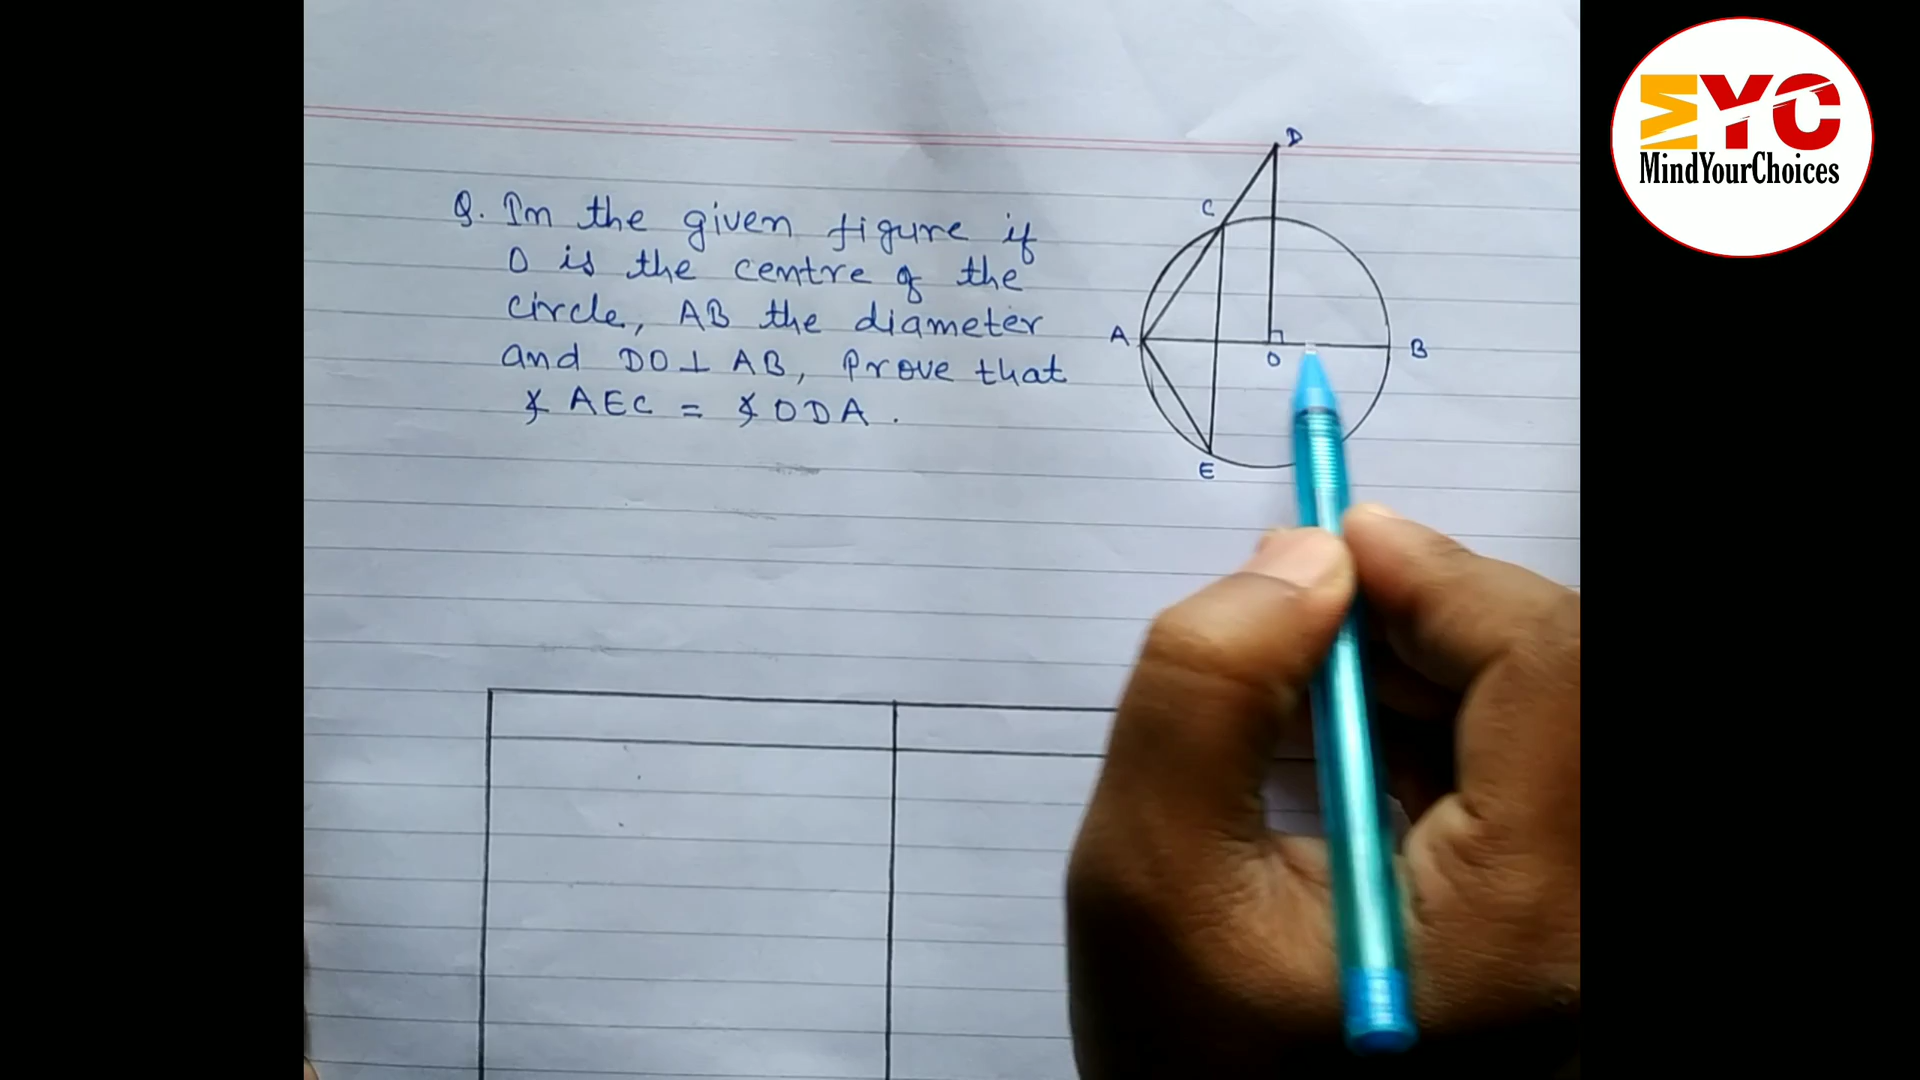 Q. In the given figure if
O is the centre of the
circle, AB the diameter
and DO⊥AB, Prove that
∡ AEC = ∡ ODA.
D
C
A
O
B
E
MYC
MindYourChoices